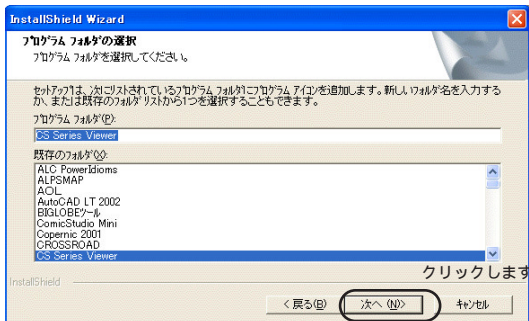 InstallShield Wizard
プログラム フォルダの選択
プログラム フォルダを選択してください。
セットアップは、次にリストされているプログラム フォルダにプログラム アイコンを追加します。新しいフォルダ名を入力する
か、または既存のフォルダ リストから1つを選択することもできます。
プログラム フォルダ(P):
CS Series Viewer
既存のフォルダ(X):
ALC PowerIdioms
ALPSMAP
AOL
AutoCAD LT 2002
BIGLOBEツール
ComicStudio Mini
Copernic 2001
CROSSROAD
CS Series Viewer
クリックします
InstallShield
< 戻る(B)
次へ (N)>
キャンセル